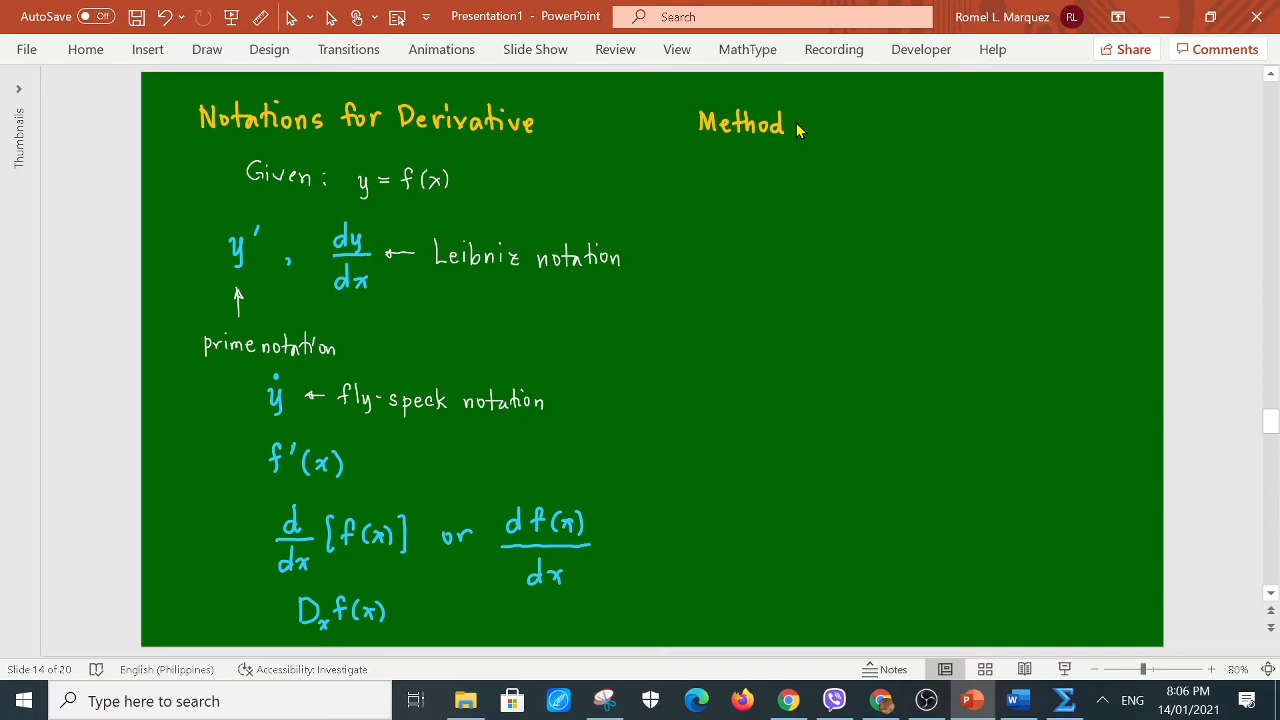 AutoSave Off Presentation1 - PowerPoint Search Romel L. Marquez RL
File Home Insert Draw Design Transitions Animations Slide Show Review View MathType Recording Developer Help Share Comments
Thumbnails
Notations for Derivative
Given: y = f(x)
y', dy/dx ← Leibniz notation
↑
prime notation
ẏ ← fly-speck notation
f'(x)
d/dx [f(x)] or d f(x)/dx
Dₓf(x)
Method
Slide 14 of 20 English (Philippines) Accessibility: Investigate Notes 80%
Type here to search
ENG
8:06 PM
14/01/2021